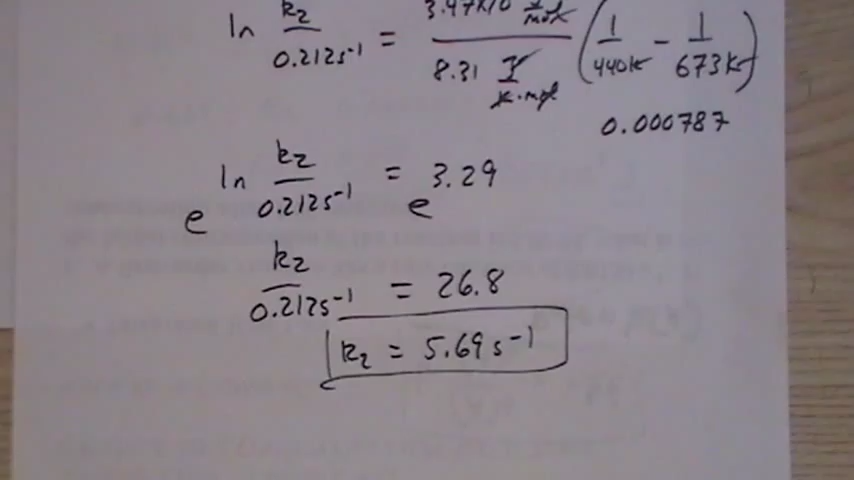 ln k₂/0.212s⁻¹ = 3.47x10 J/mol / 8.31 J/K·mol (1/440K - 1/673K)
0.000787
ln k₂/0.212s⁻¹ = 3.29
e e
k₂/0.212s⁻¹ = 26.8
k₂ = 5.69 s⁻¹